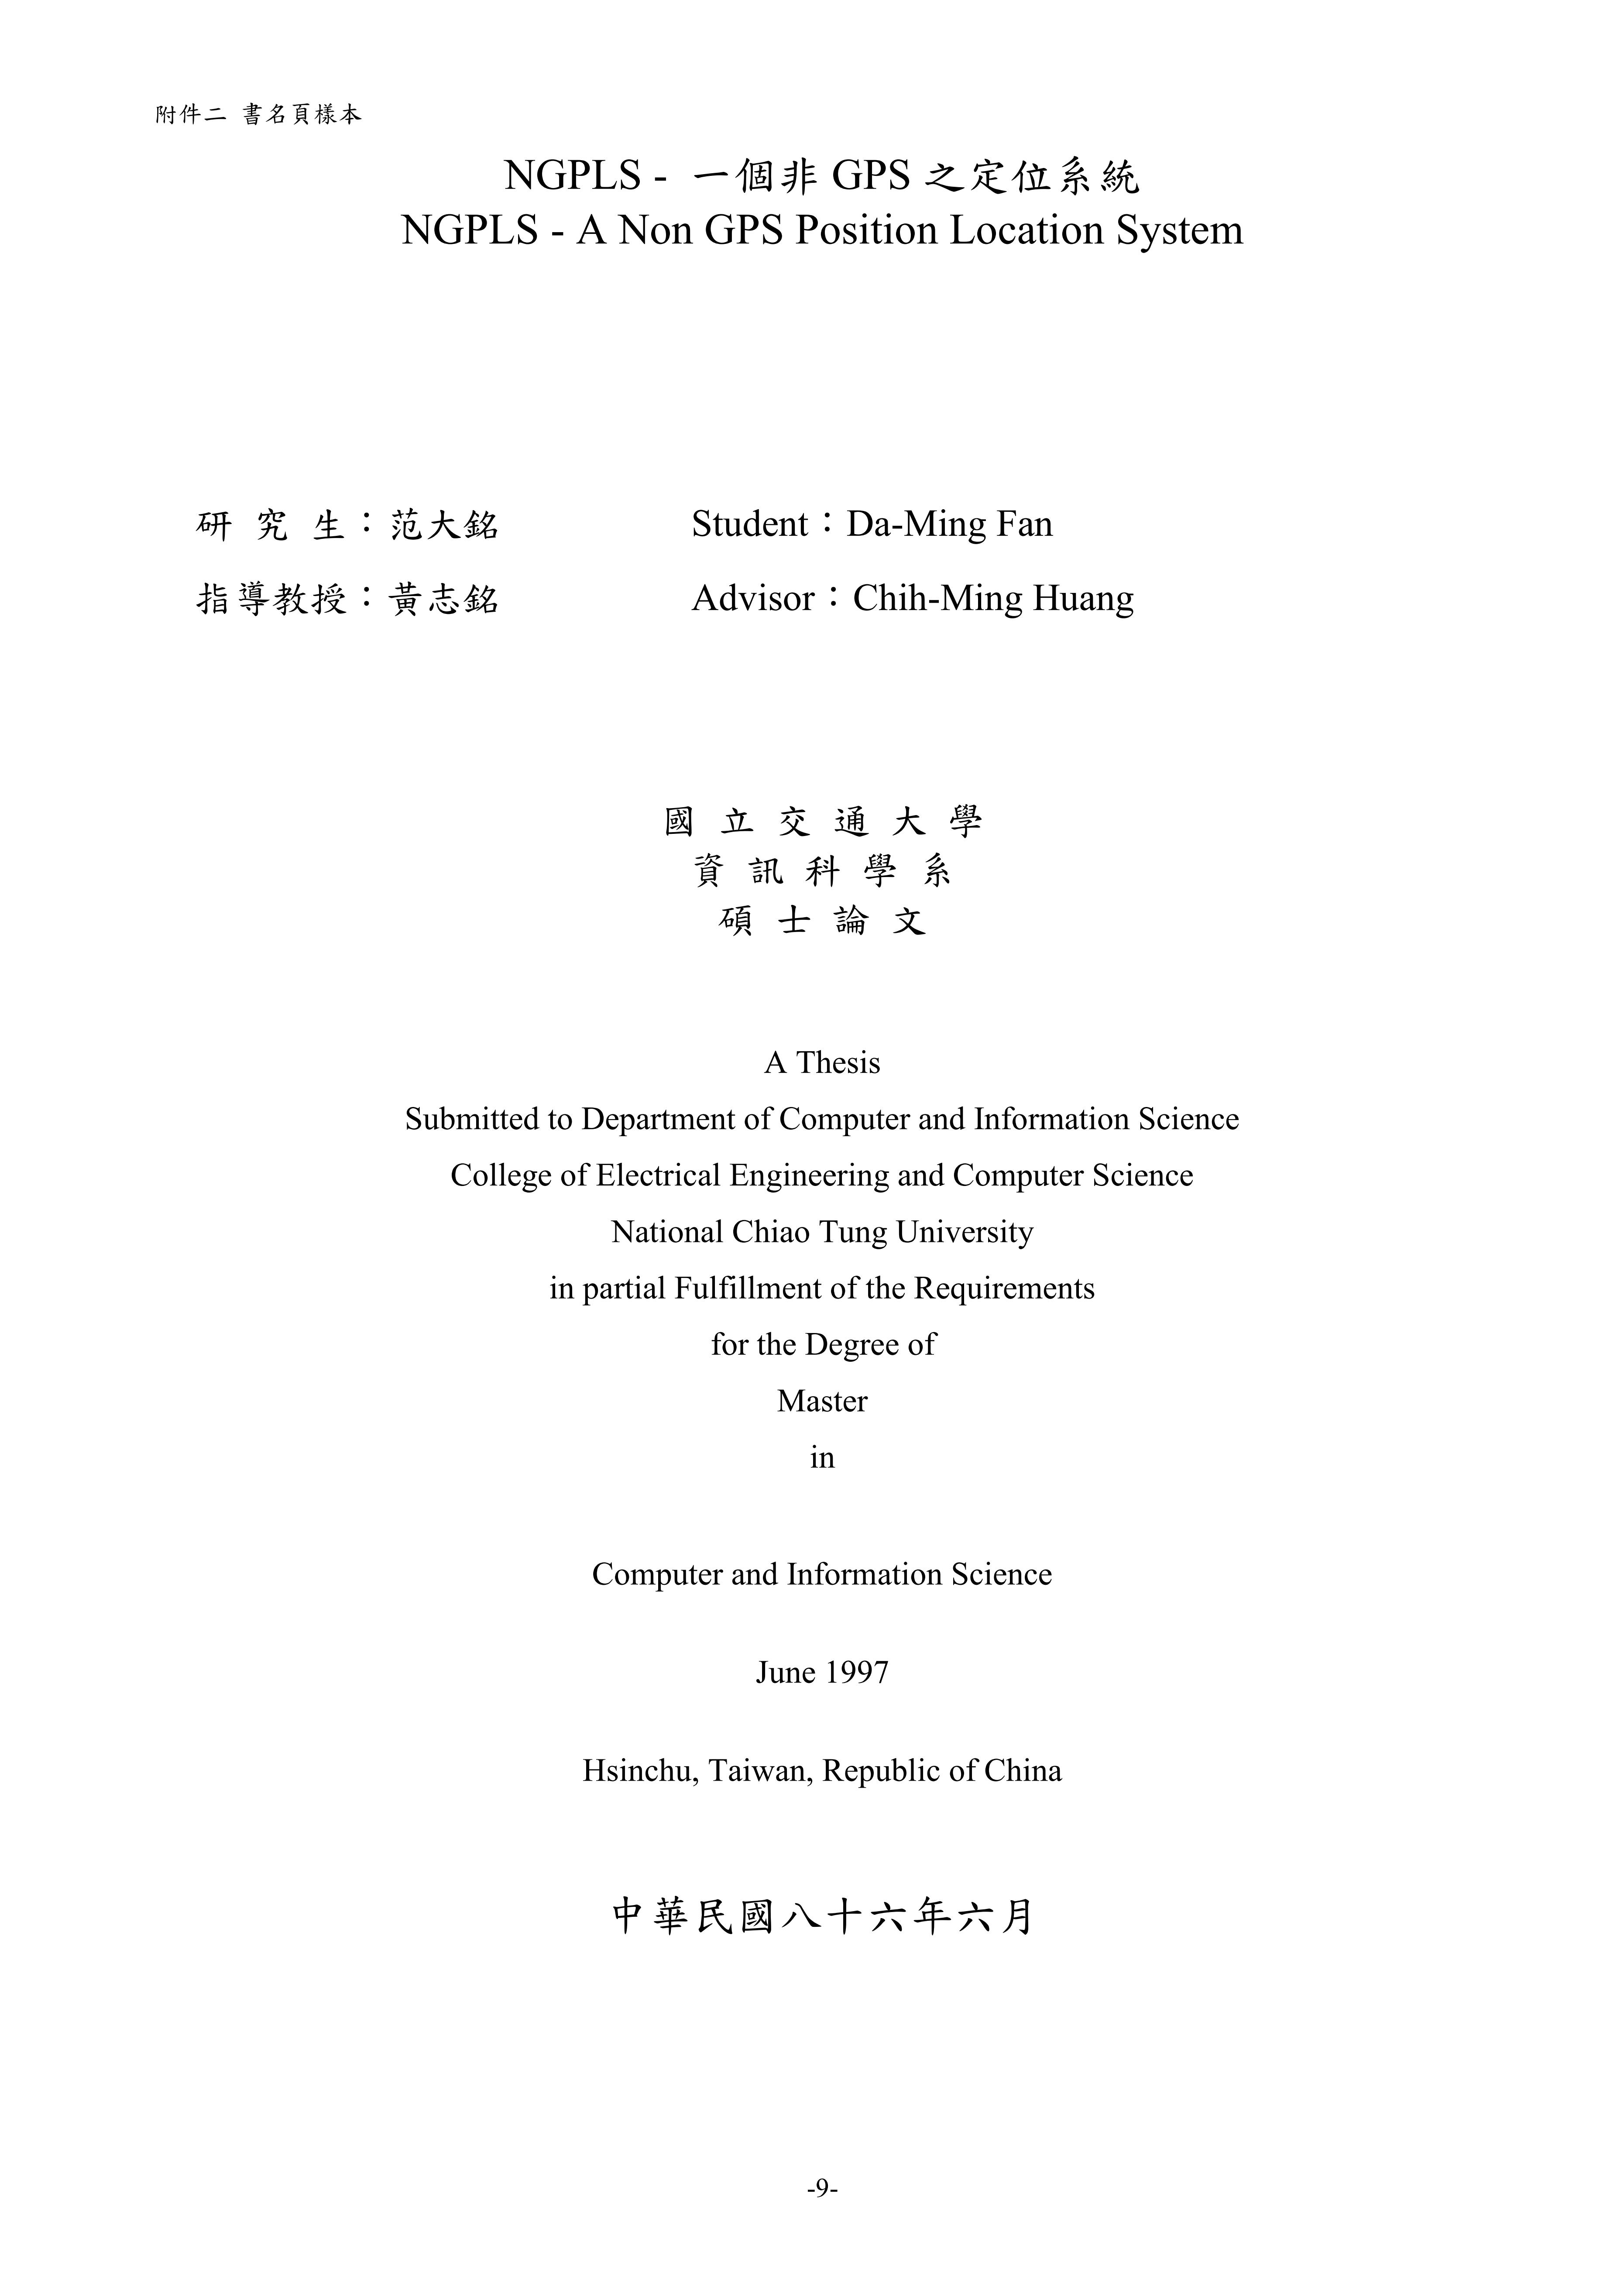 附件二 書名頁樣本
NGPLS - 一個非 GPS 之定位系統
NGPLS - A Non GPS Position Location System
研 究 生：范大銘 Student：Da-Ming Fan
指導教授：黃志銘 Advisor：Chih-Ming Huang
國 立 交 通 大 學
資 訊 科 學 系
碩 士 論 文
A Thesis
Submitted to Department of Computer and Information Science
College of Electrical Engineering and Computer Science
National Chiao Tung University
in partial Fulfillment of the Requirements
for the Degree of
Master
in
Computer and Information Science
June 1997
Hsinchu, Taiwan, Republic of China
中華民國八十六年六月
-9-